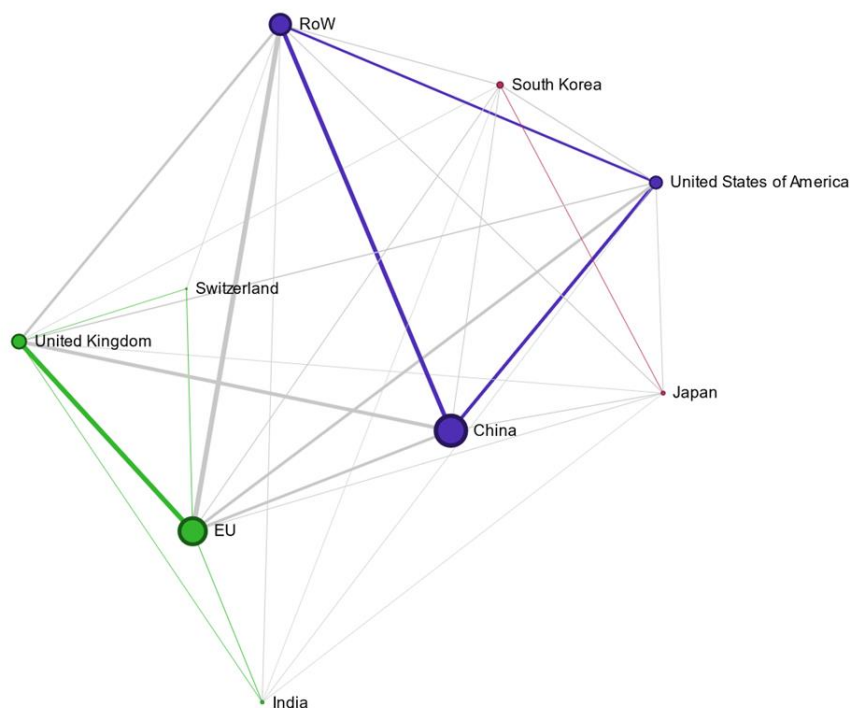 RoW
South Korea
United States of America
Switzerland
United Kingdom
Japan
China
EU
India